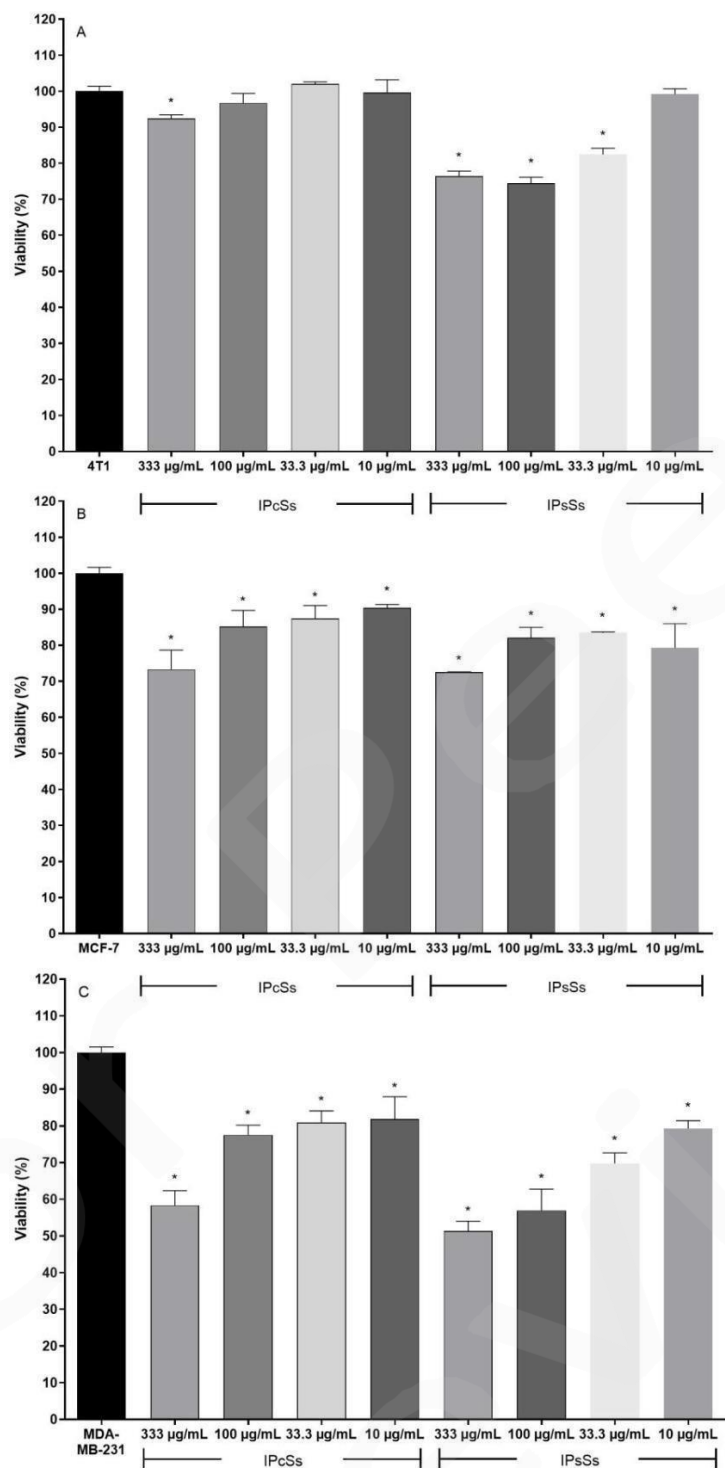 A
120
110
100
90
80
70
60
50
40
30
20
10
0
Viability (%)
* * * *
4T1 333 µg/mL 100 µg/mL 33.3 µg/mL 10 µg/mL 333 µg/mL 100 µg/mL 33.3 µg/mL 10 µg/mL
IPcSs IPsSs
B
120
110
100
90
80
70
60
50
40
30
20
10
0
Viability (%)
* * * * * * * *
MCF-7 333 µg/mL 100 µg/mL 33.3 µg/mL 10 µg/mL 333 µg/mL 100 µg/mL 33.3 µg/mL 10 µg/mL
IPcSs IPsSs
C
120
110
100
90
80
70
60
50
40
30
20
10
0
Viability (%)
* * * * * * * *
MDA-
MB-231 333 µg/mL 100 µg/mL 33.3 µg/mL 10 µg/mL 333 µg/mL 100 µg/mL 33.3 µg/mL 10 µg/mL
IPcSs IPsSs